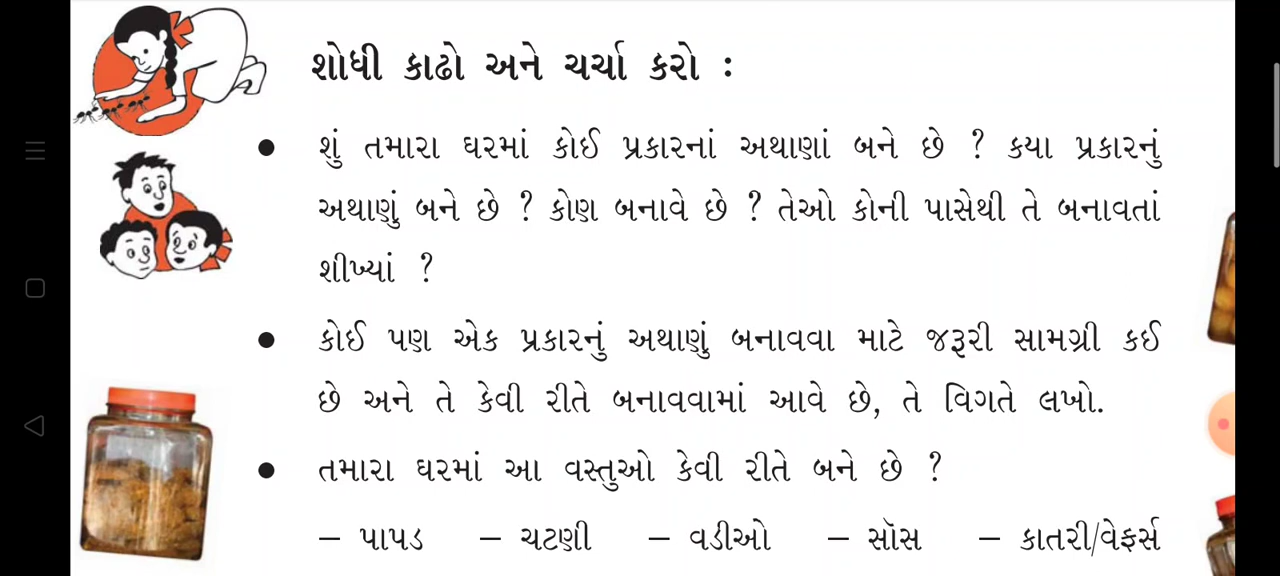 શોધી કાઢો અને ચર્ચા કરો :
● શું તમારા ઘરમાં કોઈ પ્રકારનાં અથાણાં બને છે ? કયા પ્રકારનું
અથાણું બને છે ? કોણ બનાવે છે ? તેઓ કોની પાસેથી તે બનાવતાં
શીખ્યાં ?
● કોઈ પણ એક પ્રકારનું અથાણું બનાવવા માટે જરૂરી સામગ્રી કઈ
છે અને તે કેવી રીતે બનાવવામાં આવે છે, તે વિગતે લખો.
● તમારા ઘરમાં આ વસ્તુઓ કેવી રીતે બને છે ?
– પાપડ – ચટણી – વડીઓ – સૉસ – કાતરી/વેફર્સ